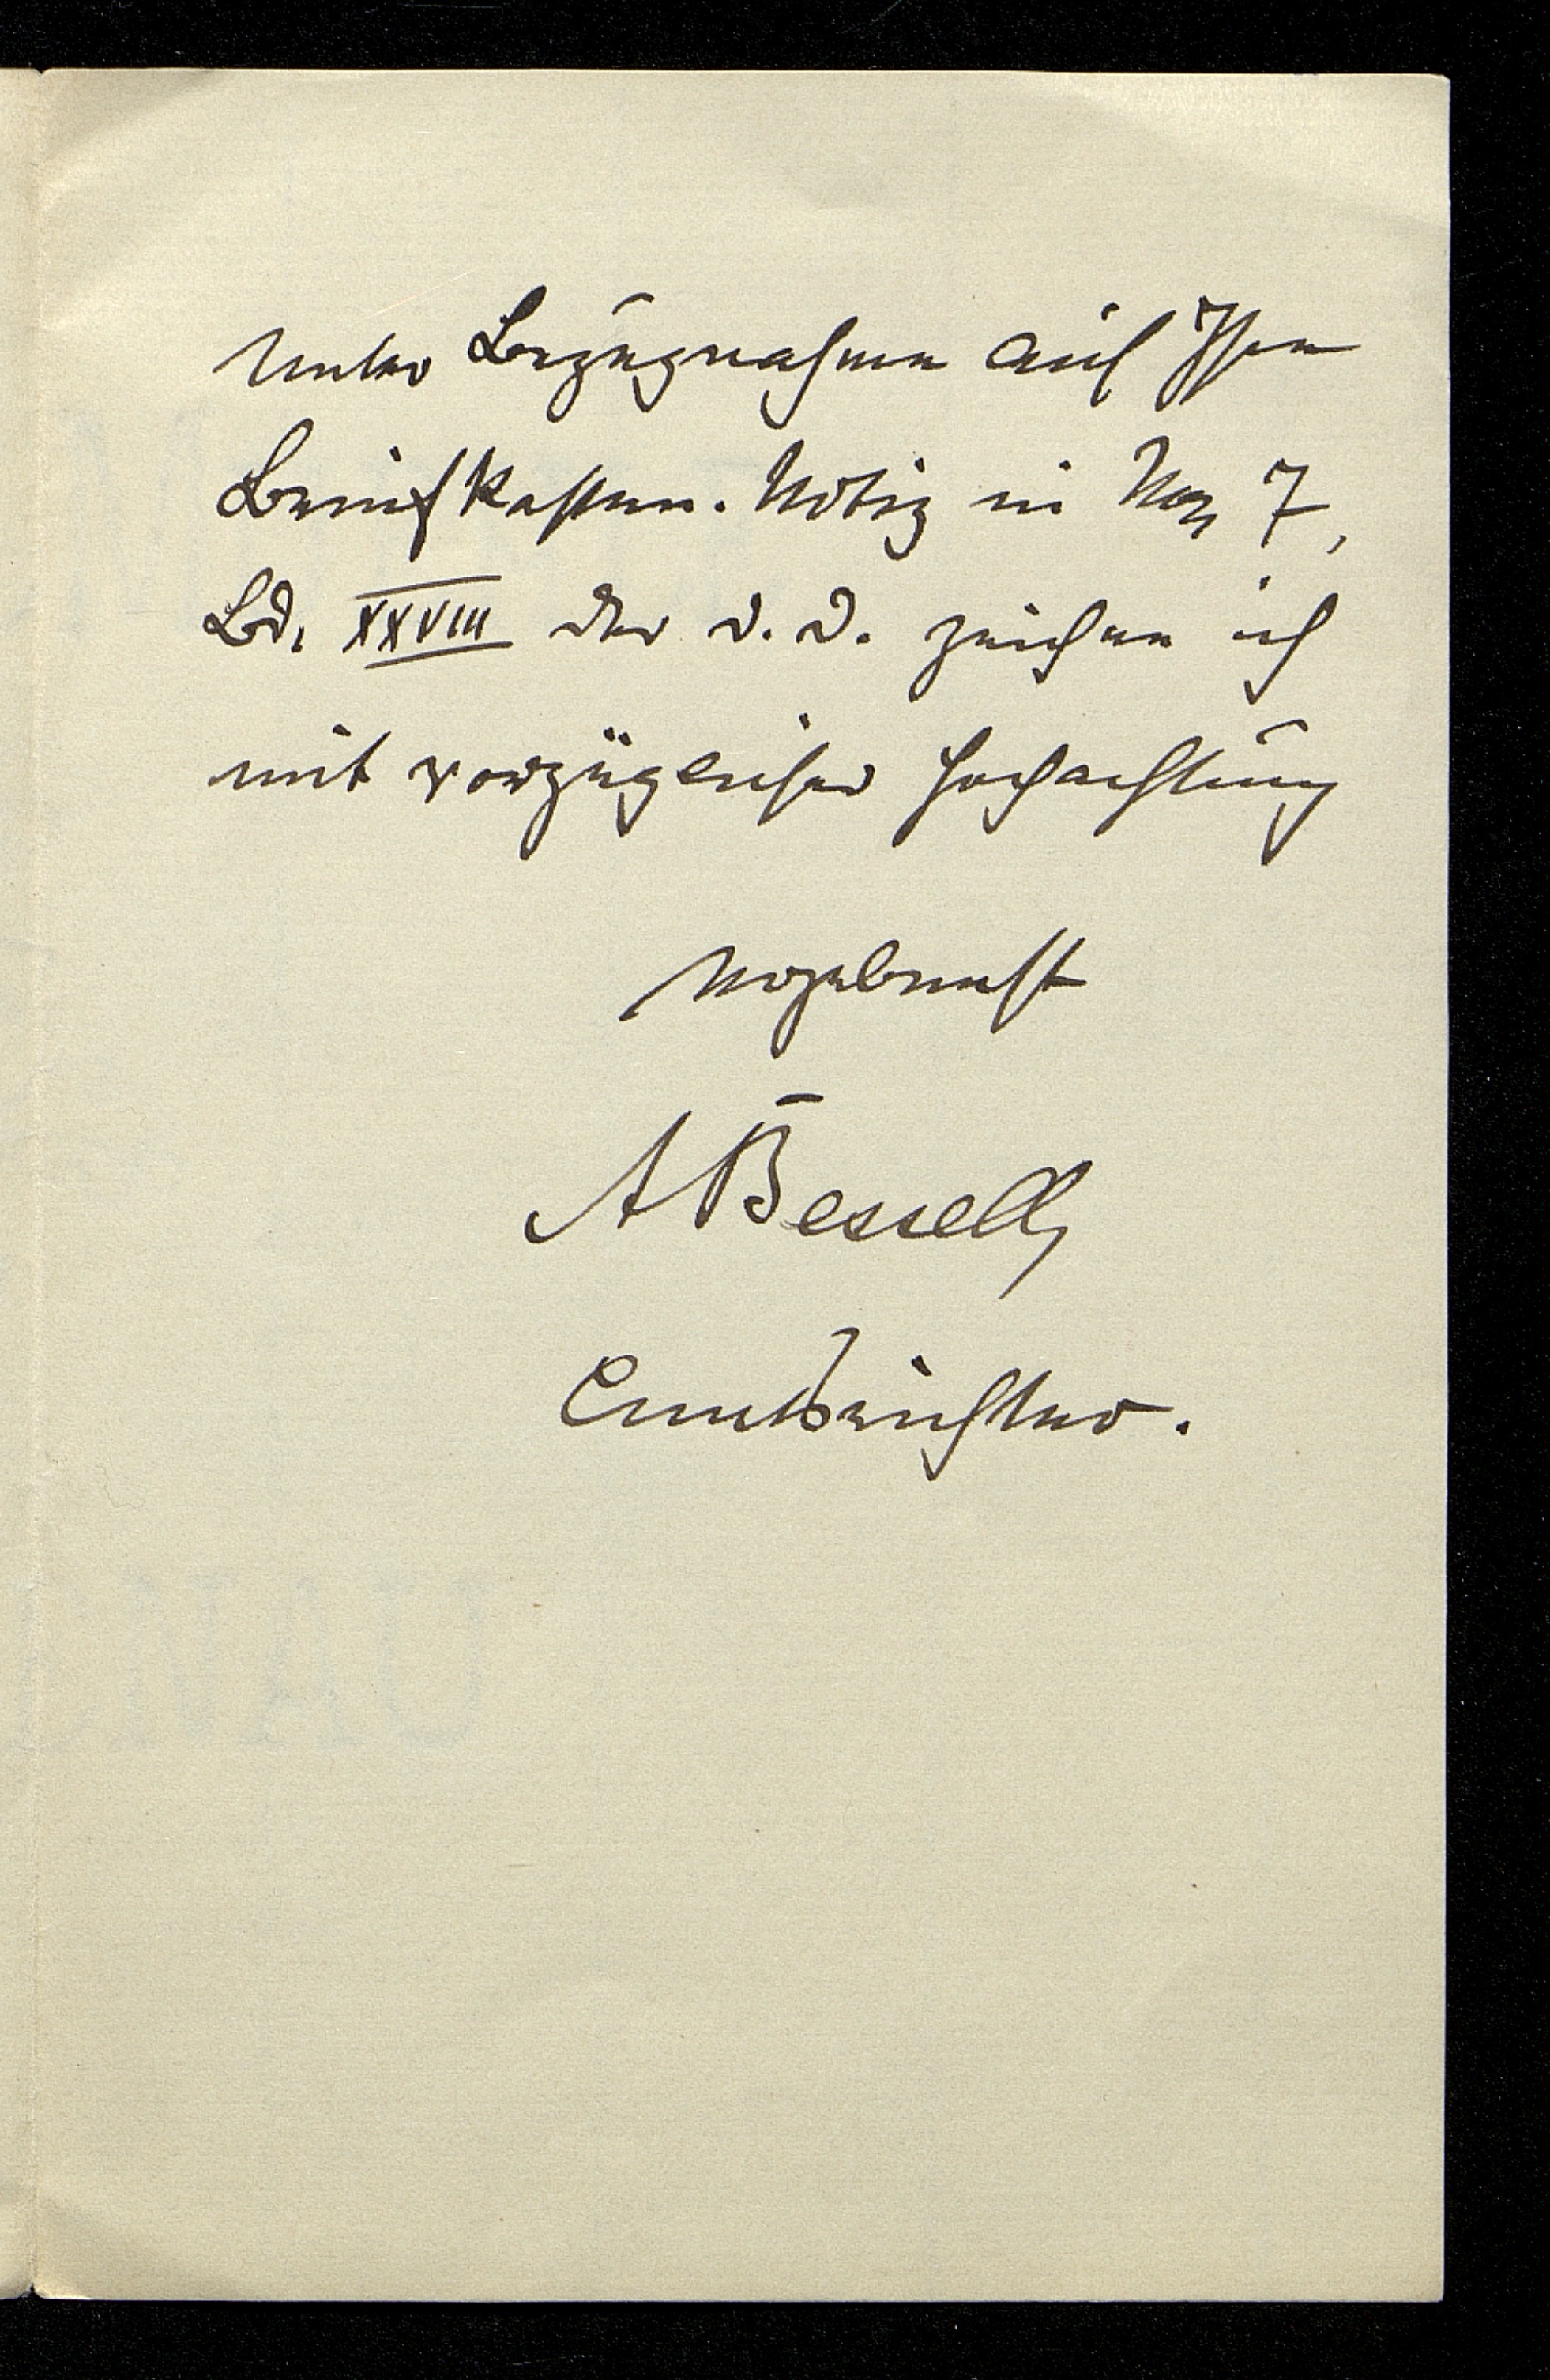 Unter Bezugnahme auf Ihre
Briefkasten-Notiz in No 7,
Bd. XXVIII der D. D. zeichne ich
mit vorzüglicher Hochachtung
ergebenst
A Bessell,
Amtsrichter.